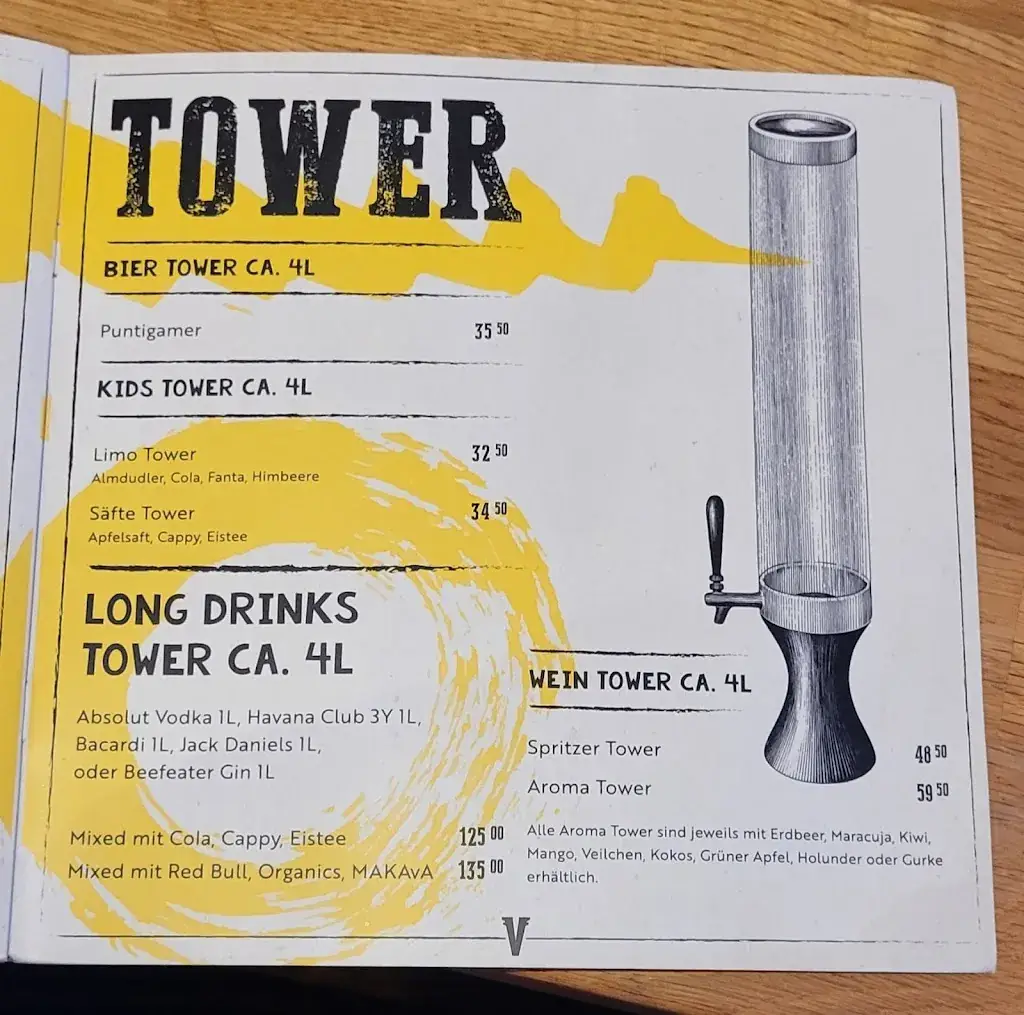 TOWER
BIER TOWER CA. 4L
Puntigamer 35 50
KIDS TOWER CA. 4L
Limo Tower 32 50
Almdudler, Cola, Fanta, Himbeere
Säfte Tower 34 50
Apfelsaft, Cappy, Eistee
LONG DRINKS
TOWER CA. 4L
Absolut Vodka 1L, Havana Club 3Y 1L,
Bacardi 1L, Jack Daniels 1L,
oder Beefeater Gin 1L
Mixed mit Cola, Cappy, Eistee 125 00
Mixed mit Red Bull, Organics, MAKAvA 135 00
WEIN TOWER CA. 4L
Spritzer Tower 48 50
Aroma Tower 59 50
Alle Aroma Tower sind jeweils mit Erdbeer, Maracuja, Kiwi,
Mango, Veilchen, Kokos, Grüner Apfel, Holunder oder Gurke
erhältlich.
V